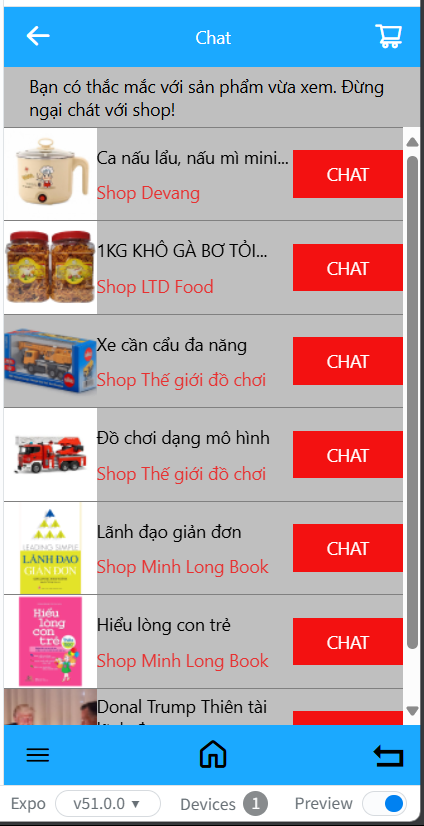 Chat
Bạn có thắc mắc với sản phẩm vừa xem. Đừng
ngại chát với shop!
Ca nấu lẩu, nấu mì mini...
Shop Devang
CHAT
1KG KHÔ GÀ BƠ TỎI...
Shop LTD Food
CHAT
Xe cần cẩu đa năng
Shop Thế giới đồ chơi
CHAT
Đồ chơi dạng mô hình
Shop Thế giới đồ chơi
CHAT
LEADING SIMPLE
LÃNH ĐẠO
GIẢN ĐƠN
Lãnh đạo giản đơn
Shop Minh Long Book
CHAT
Hiểu
lòng
con
trẻ
Hiểu lòng con trẻ
Shop Minh Long Book
CHAT
Donal Trump Thiên tài
Expo
v51.0.0
Devices
1
Preview